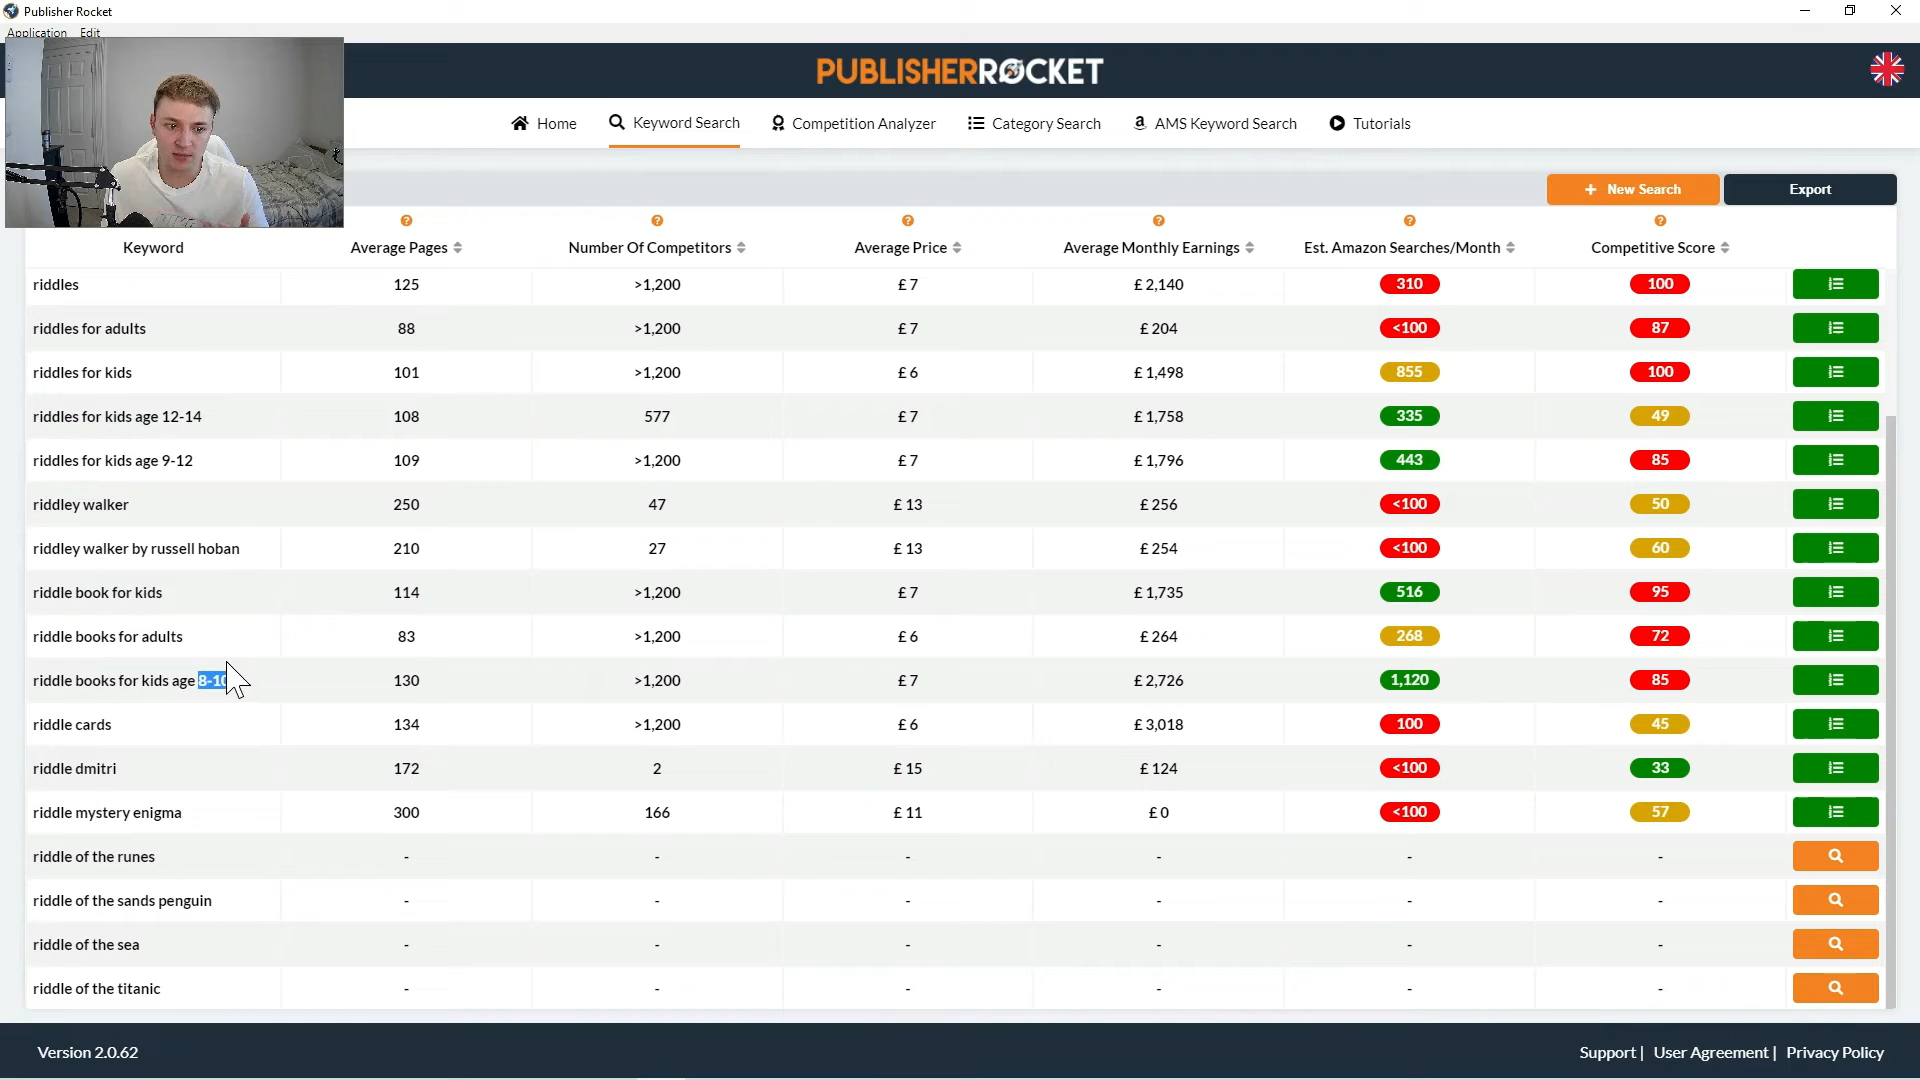 Publisher Rocket
Application Edit
PUBLISHER ROCKET
Home Keyword Search Competition Analyzer Category Search AMS Keyword Search Tutorials
+ New Search Export
? ? ? ? ? ?
Keyword Average Pages Number Of Competitors Average Price Average Monthly Earnings Est. Amazon Searches/Month Competitive Score
riddles 125 >1,200 £ 7 £ 2,140 310 100
riddles for adults 88 >1,200 £ 7 £ 204 <100 87
riddles for kids 101 >1,200 £ 6 £ 1,498 855 100
riddles for kids age 12-14 108 577 £ 7 £ 1,758 335 49
riddles for kids age 9-12 109 >1,200 £ 7 £ 1,796 443 85
riddley walker 250 47 £ 13 £ 256 <100 50
riddley walker by russell hoban 210 27 £ 13 £ 254 <100 60
riddle book for kids 114 >1,200 £ 7 £ 1,735 516 95
riddle books for adults 83 >1,200 £ 6 £ 264 268 72
riddle books for kids age 8-10 130 >1,200 £ 7 £ 2,726 1,120 85
riddle cards 134 >1,200 £ 6 £ 3,018 100 45
riddle dmitri 172 2 £ 15 £ 124 <100 33
riddle mystery enigma 300 166 £ 11 £ 0 <100 57
riddle of the runes - - - - - -
riddle of the sands penguin - - - - - -
riddle of the sea - - - - - -
riddle of the titanic - - - - - -
Version 2.0.62 Support | User Agreement | Privacy Policy